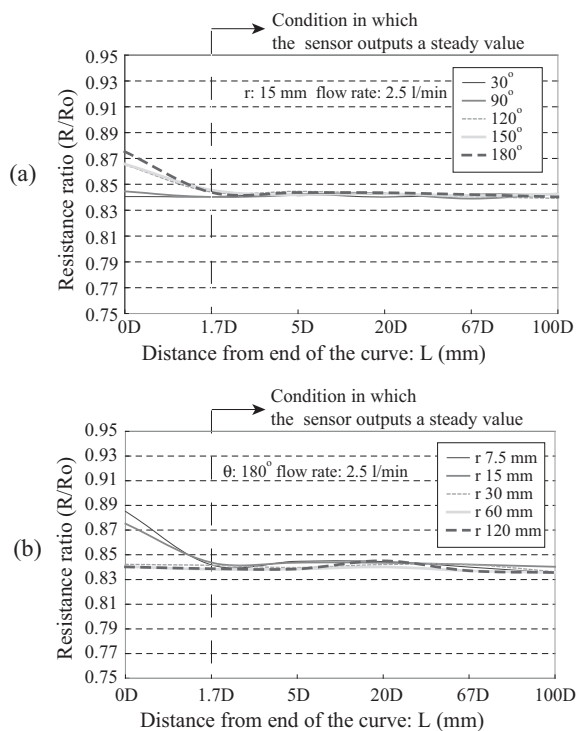 Condition in which
the sensor outputs a steady value
(a)
Resistance ratio (R/Ro)
0.95
0.93
0.91
0.89
0.87
0.85
0.83
0.81
0.79
0.77
0.75
r: 15 mm flow rate: 2.5 l/min
30°
90°
120°
150°
180°
0D 1.7D 5D 20D 67D 100D
Distance from end of the curve: L (mm)
Condition in which
the sensor outputs a steady value
(b)
Resistance ratio (R/Ro)
0.95
0.93
0.91
0.89
0.87
0.85
0.83
0.81
0.79
0.77
0.75
θ: 180° flow rate: 2.5 l/min
r 7.5 mm
r 15 mm
r 30 mm
r 60 mm
r 120 mm
0D 1.7D 5D 20D 67D 100D
Distance from end of the curve: L (mm)